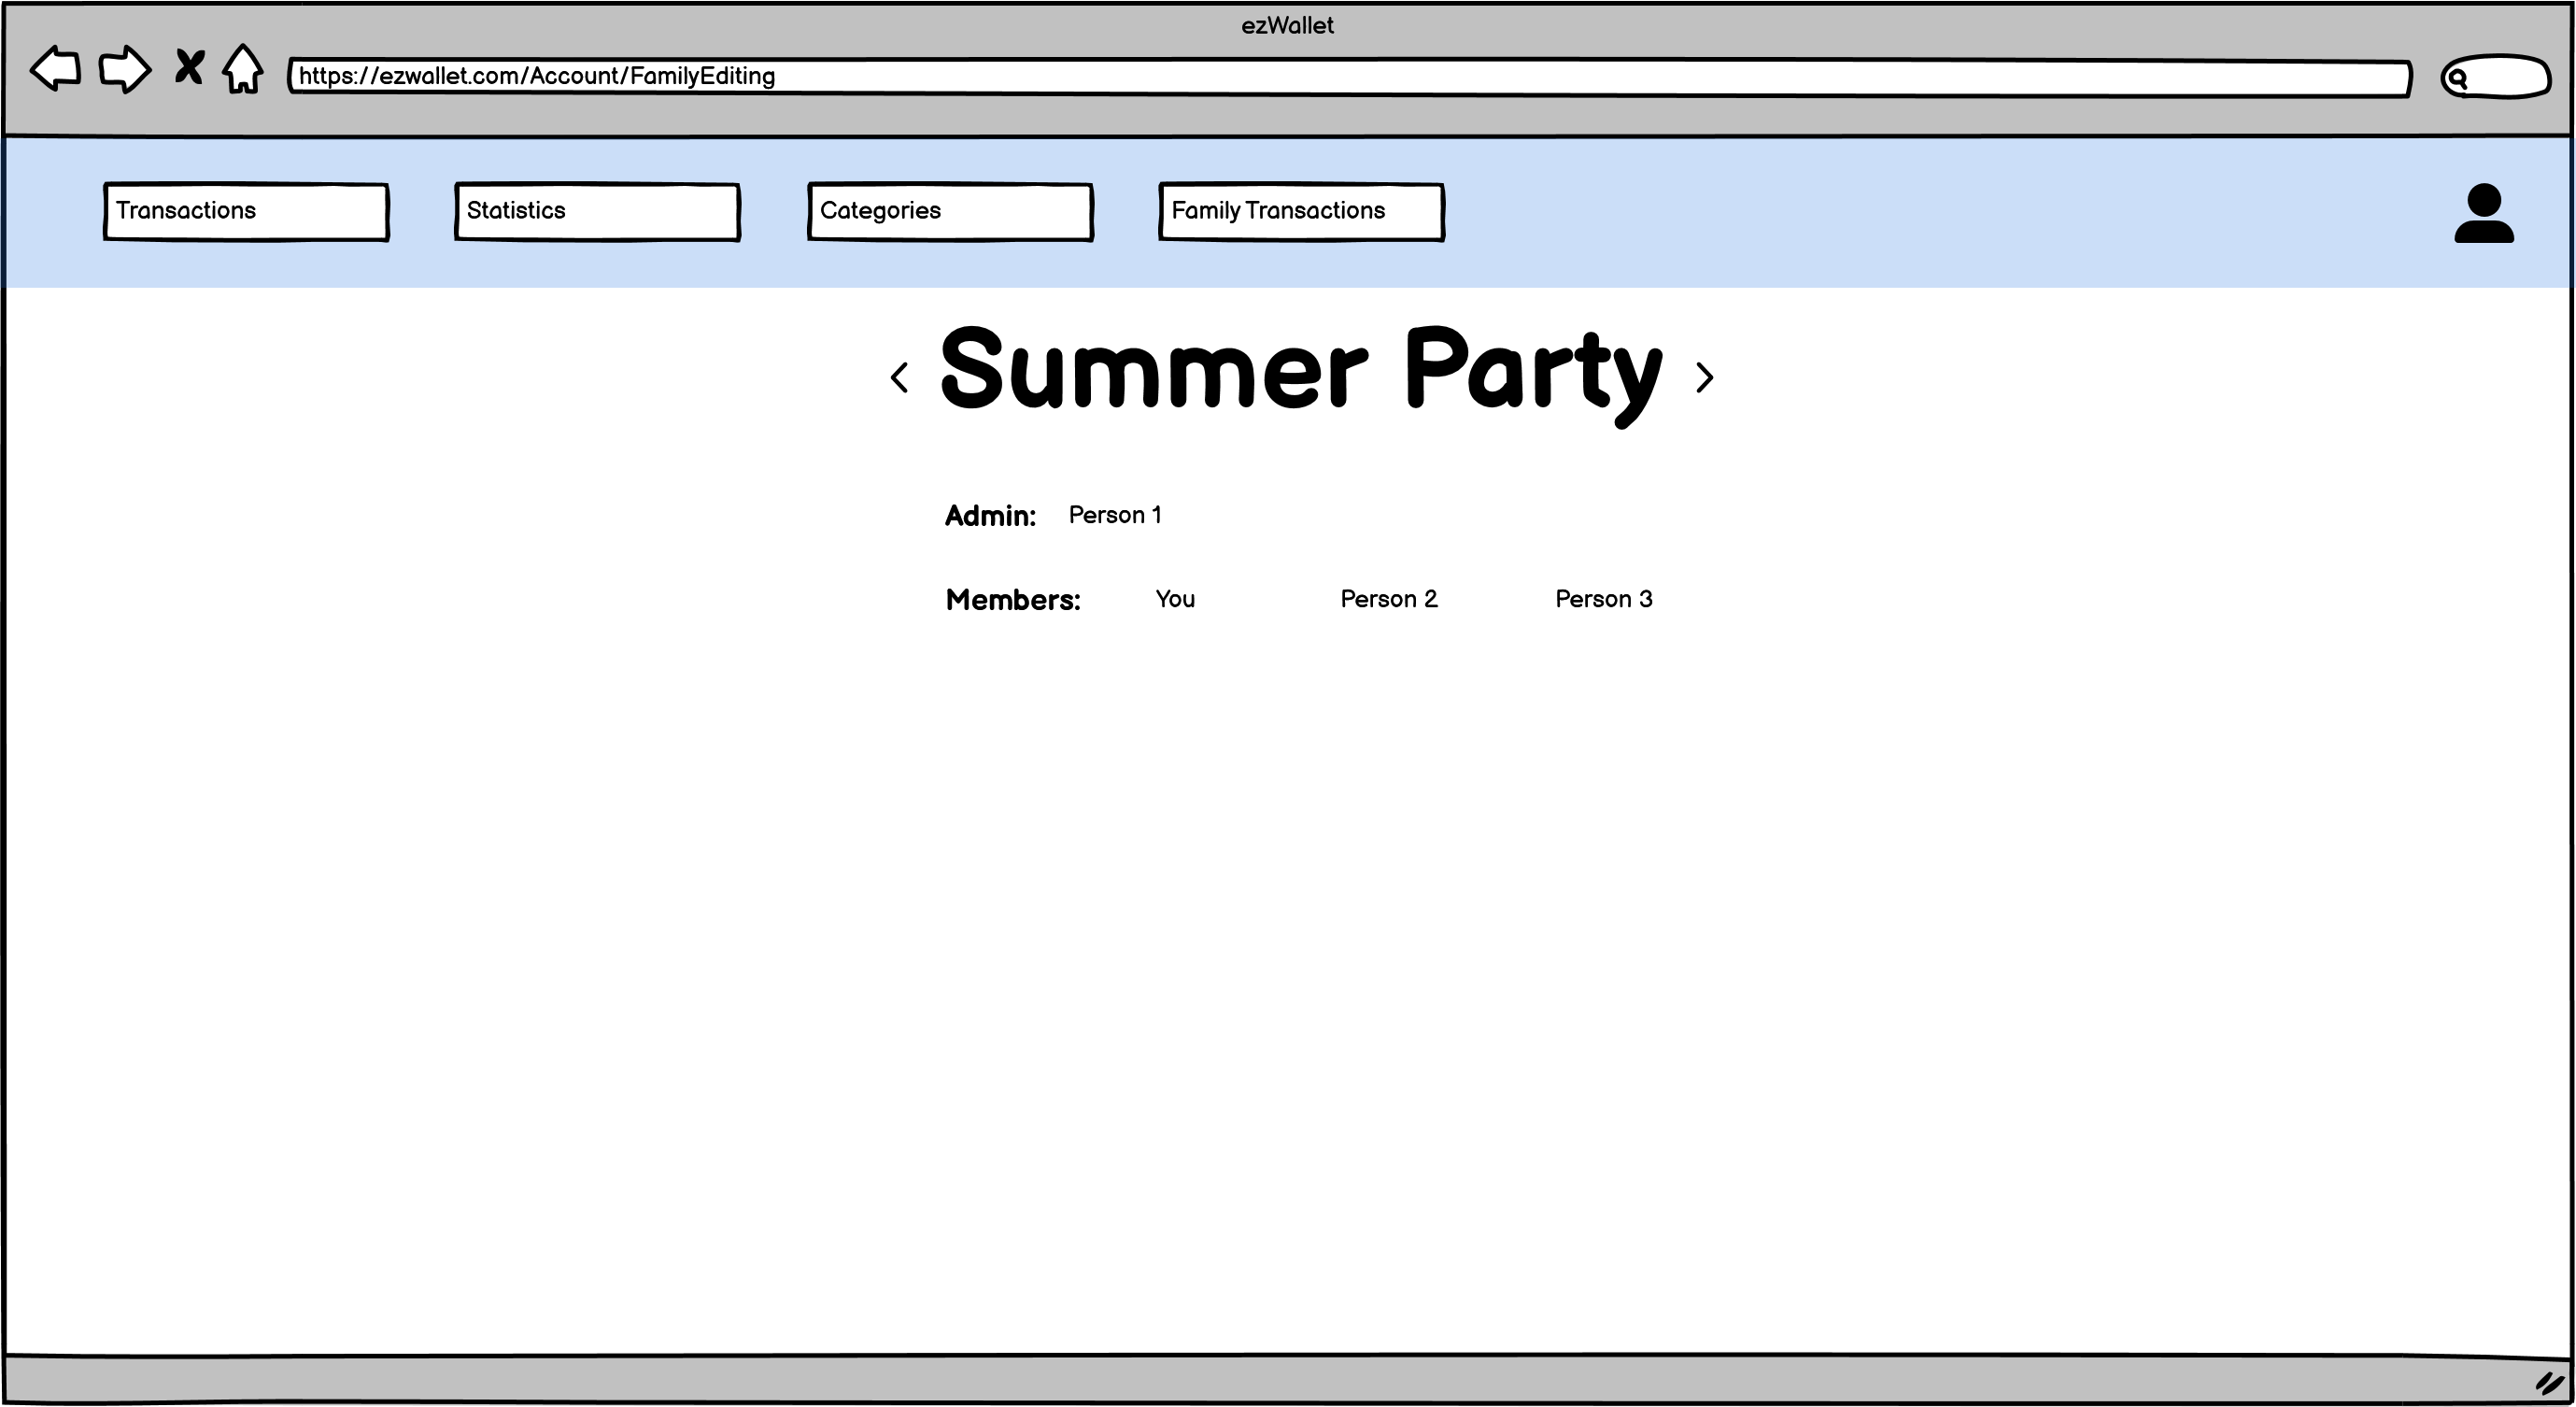 ezWallet
https://ezwallet.com/Account/FamilyEditing
Transactions Statistics Categories Family Transactions
Summer Party
Admin: Person 1
Members: You Person 2 Person 3